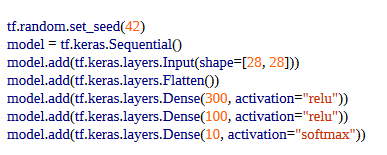 tf.random.set_seed(42)
model = tf.keras.Sequential()
model.add(tf.keras.layers.Input(shape=[28, 28]))
model.add(tf.keras.layers.Flatten())
model.add(tf.keras.layers.Dense(300, activation="relu"))
model.add(tf.keras.layers.Dense(100, activation="relu"))
model.add(tf.keras.layers.Dense(10, activation="softmax"))